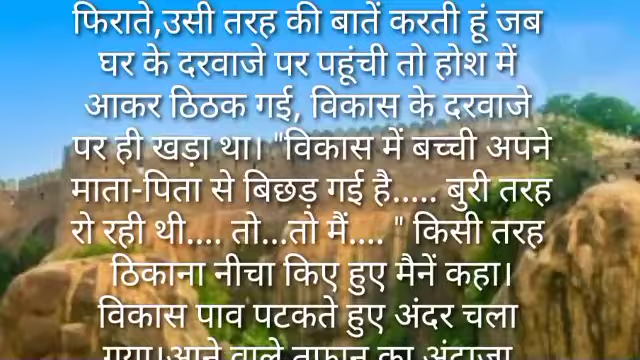 फिराते,उसी तरह की बातें करती हूं जब
घर के दरवाजे पर पहूंची तो होश में
आकर ठिठक गई, विकास के दरवाजे
पर ही खड़ा था। "विकास में बच्ची अपने
माता-पिता से बिछड़ गई है..... बुरी तरह
रो रही थी.... तो...तो मैं.... " किसी तरह
ठिकाना नीचा किए हुए मैनें कहा।
विकास पाव पटकते हुए अंदर चला
गया।आने वाले तूफान का अंदाजा